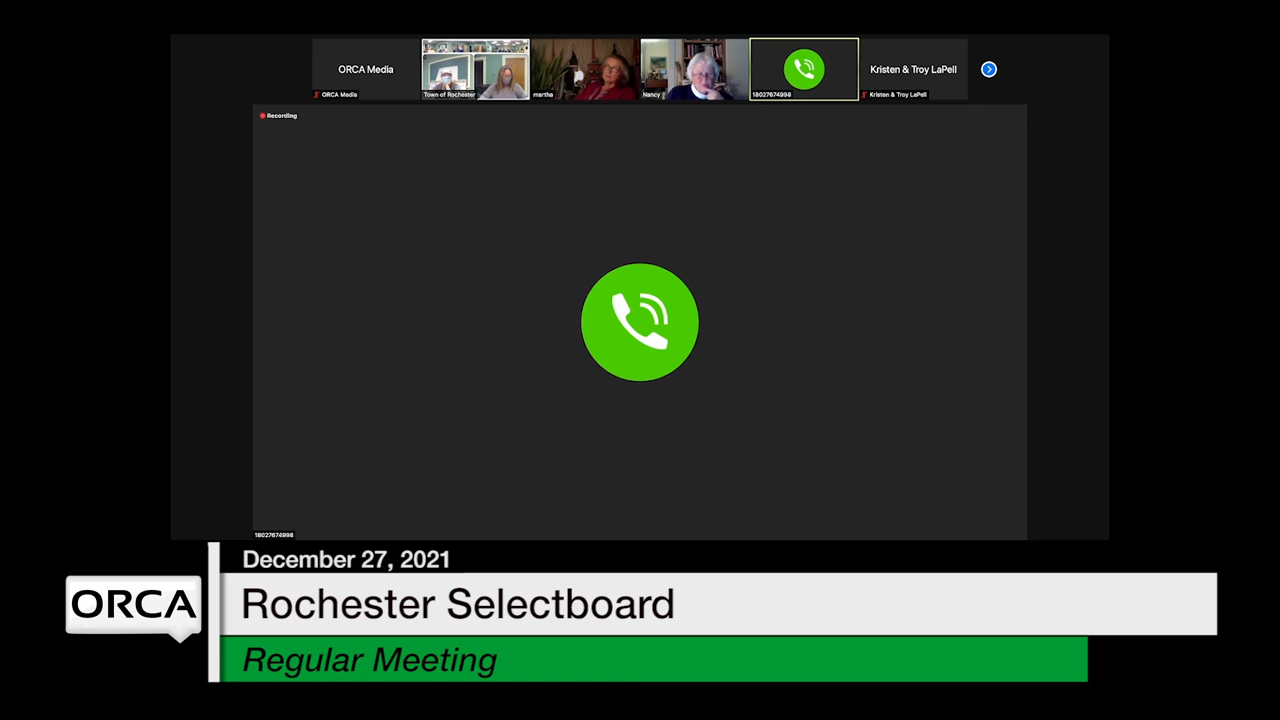 ORCA Media
Kristen & Troy LaPell
ORCA Media
Town of Rochester
martha
Nancy
18027674998
Kristen & Troy LaPell
Recording
18027674998
December 27, 2021
ORCA
Rochester Selectboard
Regular Meeting